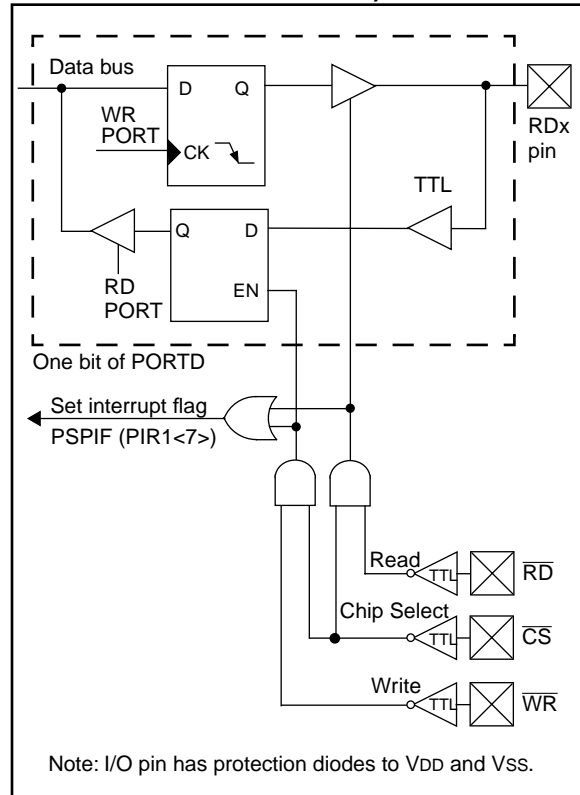 Data bus
D Q
WR
PORT
CK
RDx
pin
TTL
Q D
RD
PORT
EN
One bit of PORTD
Set interrupt flag
PSPIF (PIR1<7>)
Read
TTL
RD
Chip Select
TTL
CS
Write
TTL
WR
Note: I/O pin has protection diodes to VDD and VSS.